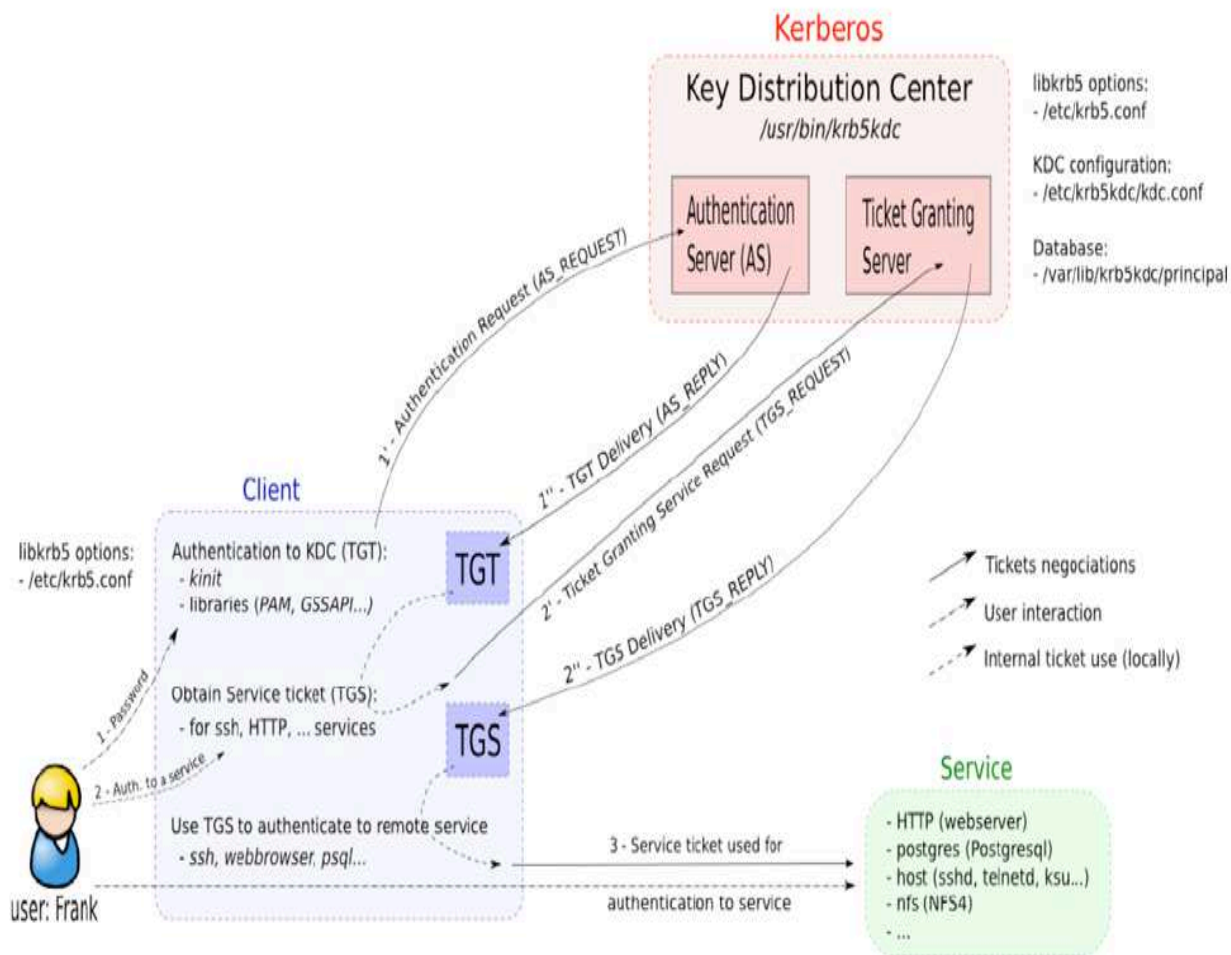 Kerberos
Key Distribution Center
/usr/bin/krb5kdc
Authentication
Server (AS)
Ticket Granting
Server
libkrb5 options:
- /etc/krb5.conf
KDC configuration:
- /etc/krb5kdc/kdc.conf
Database:
- /var/lib/krb5kdc/principal
1' - Authentication Request (AS_REQUEST)
1'' - TGT Delivery (AS_REPLY)
2' - Ticket Granting Service Request (TGS_REQUEST)
2'' - TGS Delivery (TGS_REPLY)
Client
libkrb5 options:
- /etc/krb5.conf
Authentication to KDC (TGT):
- kinit
- libraries (PAM, GSSAPI...)
TGT
Obtain Service ticket (TGS):
- for ssh, HTTP, ... services
TGS
Use TGS to authenticate to remote service
- ssh, webbrowser, psql...
1 - Password
2 - Auth. to a service
user: Frank
Tickets negociations
User interaction
Internal ticket use (locally)
3 - Service ticket used for
authentication to service
Service
- HTTP (webserver)
- postgres (Postgresql)
- host (sshd, telnetd, ksu...)
- nfs (NFS4)
- ...